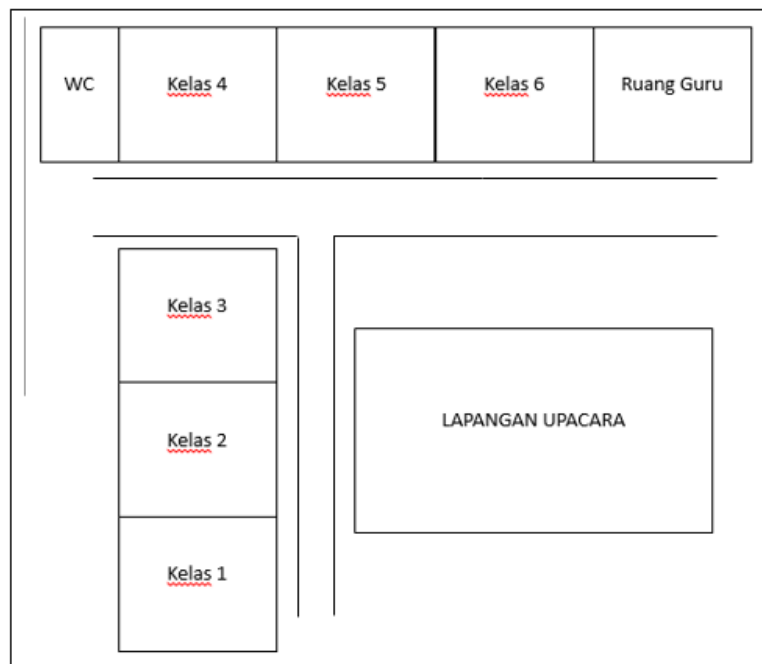 WC
Kelas 4
Kelas 5
Kelas 6
Ruang Guru
Kelas 3
LAPANGAN UPACARA
Kelas 2
Kelas 1